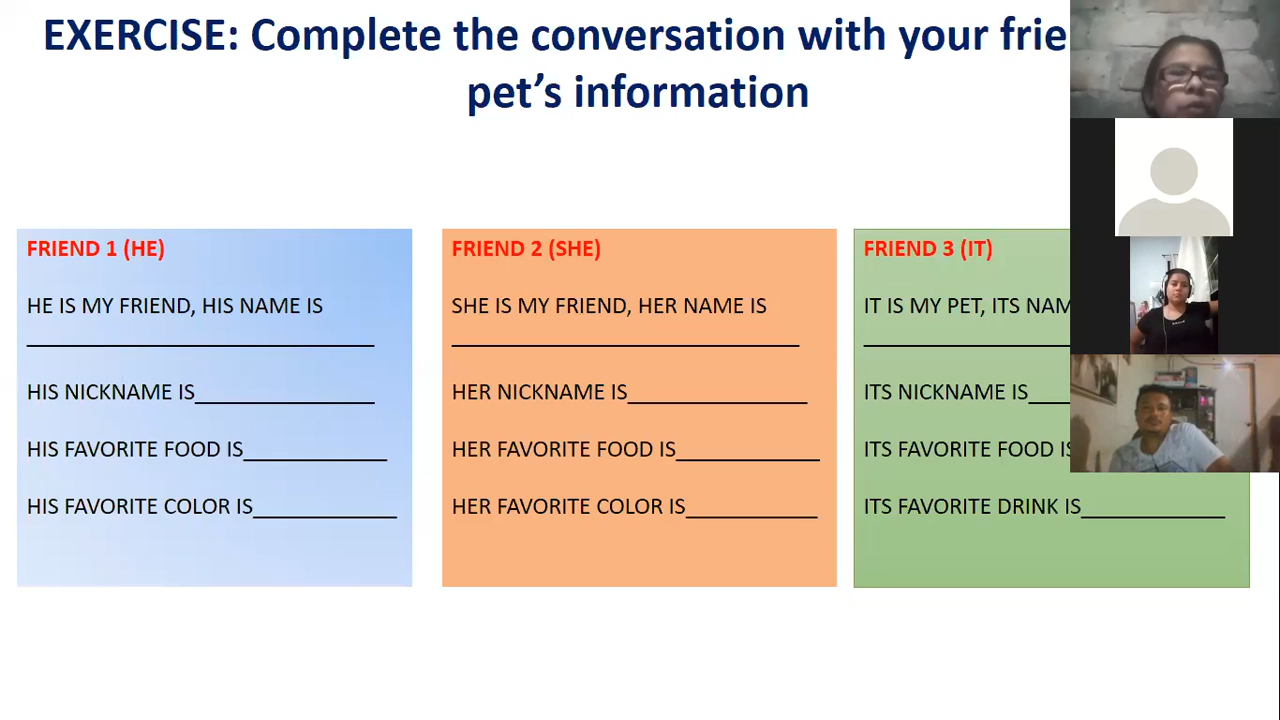 EXERCISE: Complete the conversation with your
pet's information
FRIEND 1 (HE)
HE IS MY FRIEND, HIS NAME IS
HIS NICKNAME IS
HIS FAVORITE FOOD IS
HIS FAVORITE COLOR IS
FRIEND 2 (SHE)
SHE IS MY FRIEND, HER NAME IS
HER NICKNAME IS
HER FAVORITE FOOD IS
HER FAVORITE COLOR IS
FRIEND 3 (IT)
IT IS MY PET, ITS
ITS NICKNAME IS
ITS FAVORITE FOOD IS
ITS FAVORITE DRINK IS